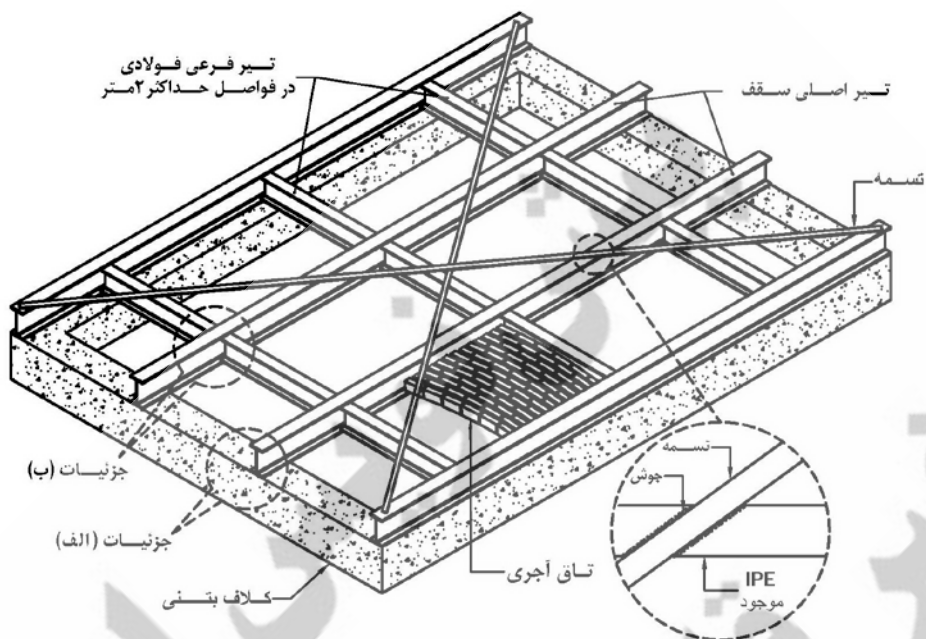 تیر فرعی فولادی
در فواصل حداکثر ۲متر
تیر اصلی سقف
تسمه
جزئیات (ب)
جزئیات (الف)
کلاف بتنی
تاق آجری
تسمه
جوش
IPE
موجود